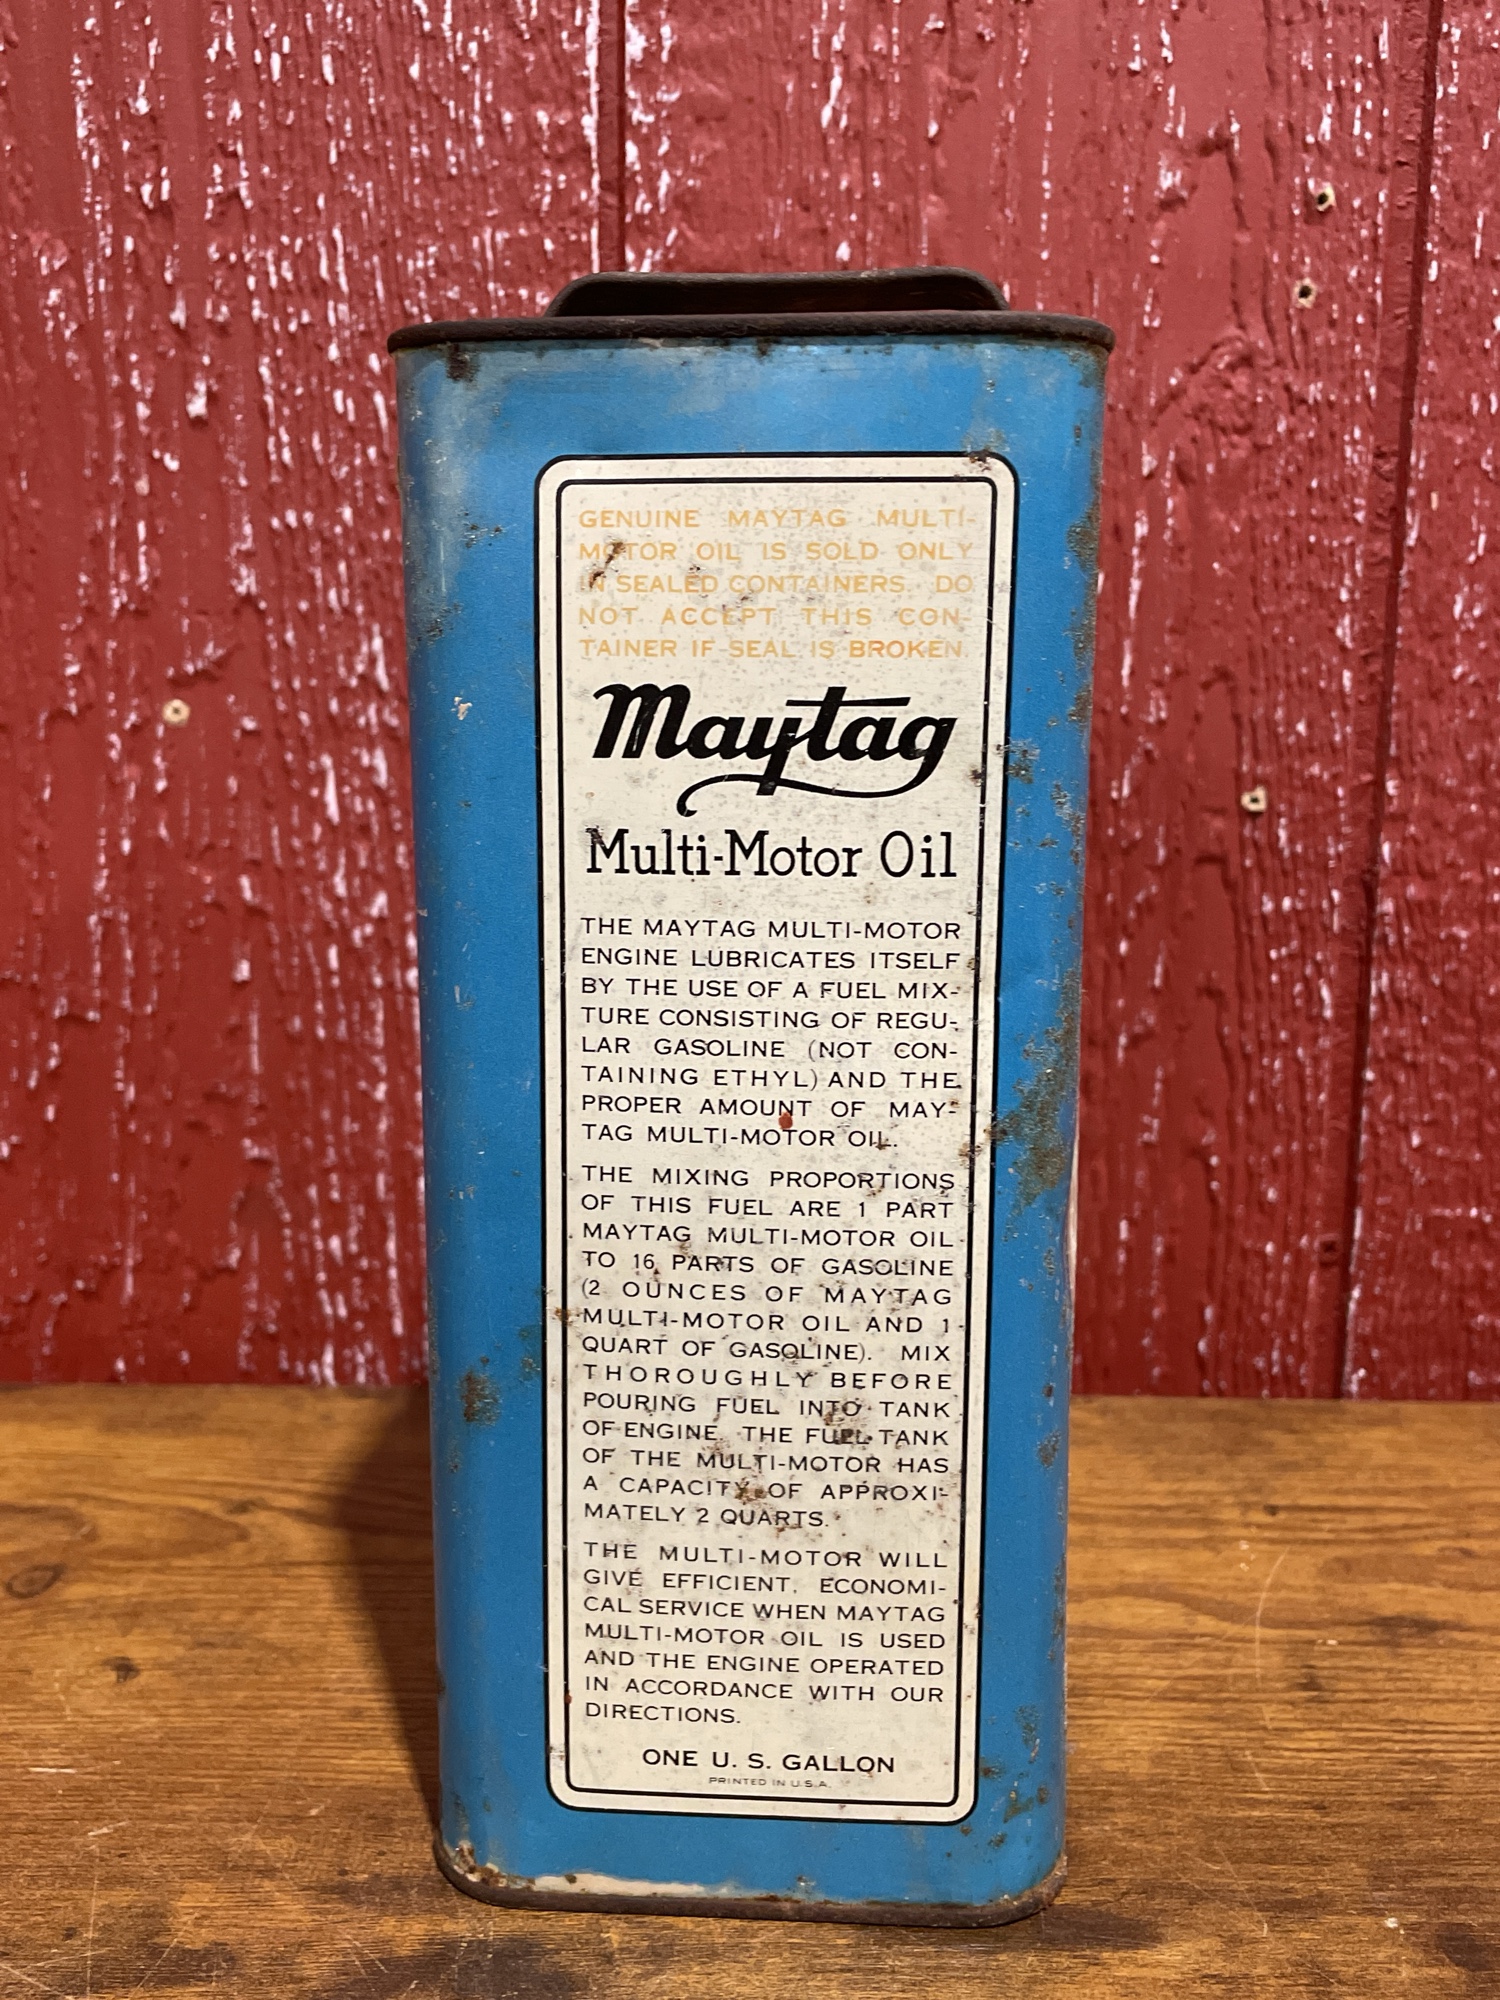 GENUINE MAYTAG MULTI-
MOTOR OIL IS SOLD ONLY
IN SEALED CONTAINERS. DO
NOT ACCEPT THIS CON-
TAINER IF SEAL IS BROKEN.
Maytag
Multi-Motor Oil
THE MAYTAG MULTI-MOTOR
ENGINE LUBRICATES ITSELF
BY THE USE OF A FUEL MIX-
TURE CONSISTING OF REGU-
LAR GASOLINE (NOT CON-
TAINING ETHYL) AND THE
PROPER AMOUNT OF MAY-
TAG MULTI-MOTOR OIL.
THE MIXING PROPORTIONS
OF THIS FUEL ARE 1 PART
MAYTAG MULTI-MOTOR OIL
TO 16 PARTS OF GASOLINE
(2 OUNCES OF MAYTAG
MULTI-MOTOR OIL AND 1
QUART OF GASOLINE). MIX
THOROUGHLY BEFORE
POURING FUEL INTO TANK
OF ENGINE. THE FUEL TANK
OF THE MULTI-MOTOR HAS
A CAPACITY OF APPROXI-
MATELY 2 QUARTS.
THE MULTI-MOTOR WILL
GIVE EFFICIENT, ECONOMI-
CAL SERVICE WHEN MAYTAG
MULTI-MOTOR OIL IS USED
AND THE ENGINE OPERATED
IN ACCORDANCE WITH OUR
DIRECTIONS.
ONE U. S. GALLON
PRINTED IN U.S.A.